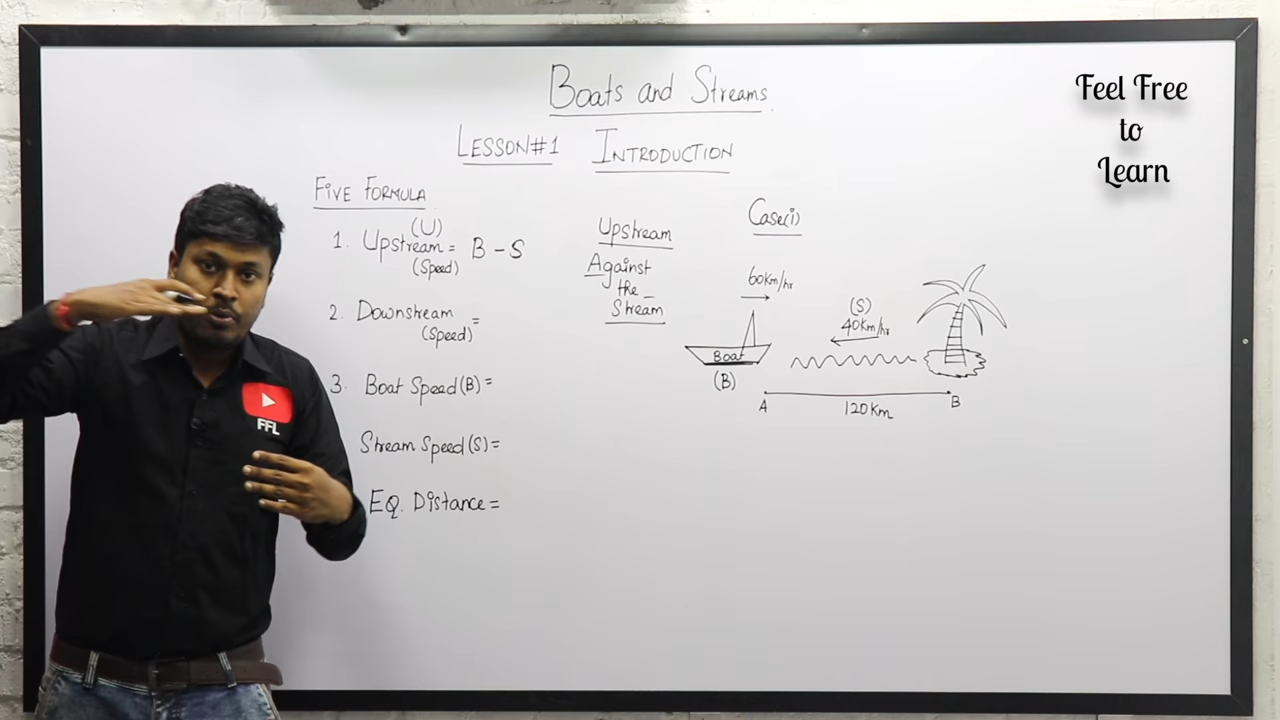 Boats and Streams.
LESSON#1 INTRODUCTION
Feel Free
to
Learn
FIVE FORMULA
(U)
1. Upstream = B - S
(Speed)
2. Downstream =
(Speed)
3. Boat Speed(B) =
Stream Speed(S) =
EQ. Distance =
FFL
Case(i)
Upstream
Against
the
Stream
60Km/hr
(S)
40Km/hr
Boat
(B)
A
B
120Km